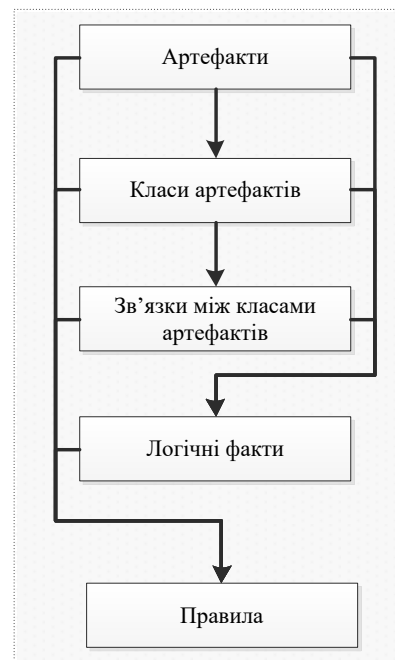 Артефакти
Класи артефактів
Зв’язки між класами
артефактів
Логічні факти
Правила